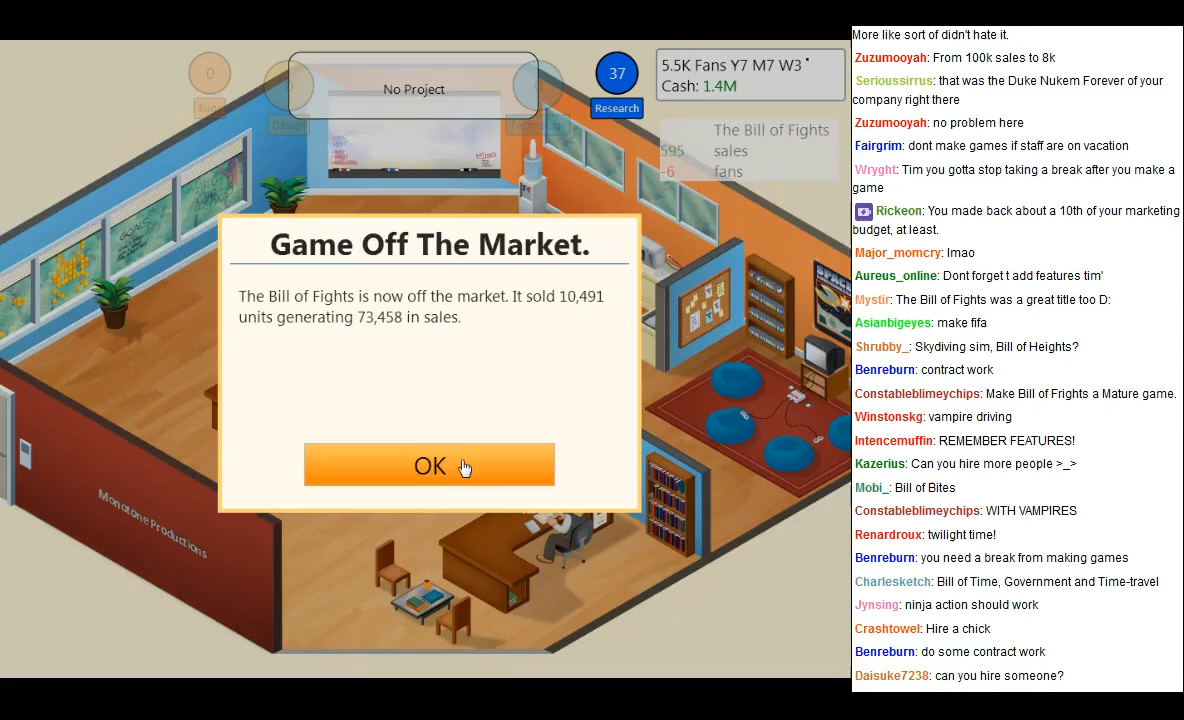 No Project
0
Bugs
Design
Technology
37
Research
5.5K Fans Y7 M7 W3
Cash: 1.4M
The Bill of Fights
595 sales
-6 fans
GOALS
SPACE
Game Off The Market.
The Bill of Fights is now off the market. It sold 10,491
units generating 73,458 in sales.
OK
Monotone Productions
More like sort of didn't hate it.
Zuzumooyah: From 100k sales to 8k
Serioussirrus: that was the Duke Nukem Forever of your
company right there
Zuzumooyah: no problem here
Fairgrim: dont make games if staff are on vacation
Wryght: Tim you gotta stop taking a break after you make a
game
Rickeon: You made back about a 10th of your marketing
budget, at least.
Major_momcry: lmao
Aureus_online: Dont forget t add features tim'
Mystir: The Bill of Fights was a great title too D:
Asianbigeyes: make fifa
Shrubby_: Skydiving sim, Bill of Heights?
Benreburn: contract work
Constableblimeychips: Make Bill of Frights a Mature game.
Winstonskg: vampire driving
Intencemuffin: REMEMBER FEATURES!
Kazerius: Can you hire more people >_>
Mobi_: Bill of Bites
Constableblimeychips: WITH VAMPIRES
Renardroux: twilight time!
Benreburn: you need a break from making games
Charlesketch: Bill of Time, Government and Time-travel
Jynsing: ninja action should work
Crashtowel: Hire a chick
Benreburn: do some contract work
Daisuke7238: can you hire someone?